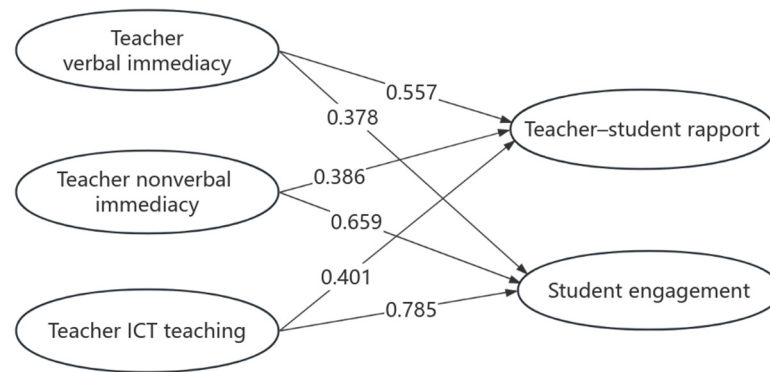 Teacher
verbal immediacy
0.557
0.378
Teacher–student rapport
Teacher nonverbal
immediacy
0.386
0.659
0.401
Student engagement
0.785
Teacher ICT teaching